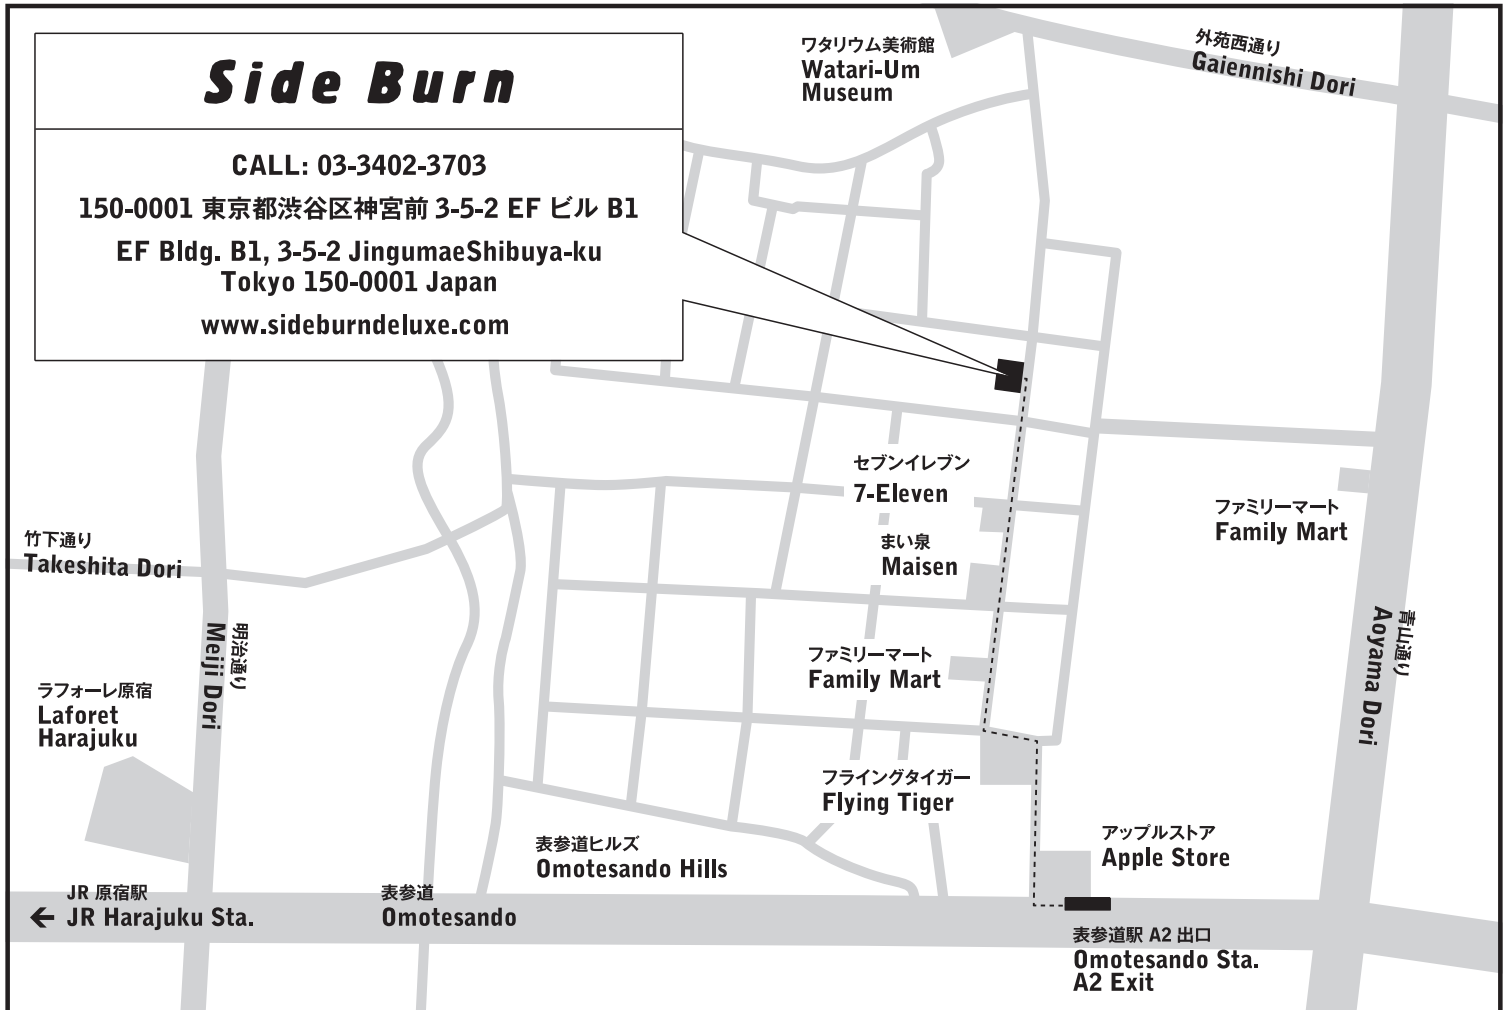 Side Burn
CALL: 03-3402-3703
150-0001 東京都渋谷区神宮前 3-5-2 EF ビル B1
EF Bldg. B1, 3-5-2 JingumaeShibuya-ku
Tokyo 150-0001 Japan
www.sideburndeluxe.com
ワタリウム美術館
Watari-Um
Museum
外苑西通り
Gaiennishi Dori
セブンイレブン
7-Eleven
まい泉
Maisen
ファミリーマート
Family Mart
竹下通り
Takeshita Dori
明治通り
Meiji Dori
青山通り
Aoyama Dori
ファミリーマート
Family Mart
ラフォーレ原宿
Laforet
Harajuku
フライングタイガー
Flying Tiger
アップルストア
Apple Store
表参道ヒルズ
Omotesando Hills
JR 原宿駅
← JR Harajuku Sta.
表参道
Omotesando
表参道駅 A2 出口
Omotesando Sta.
A2 Exit